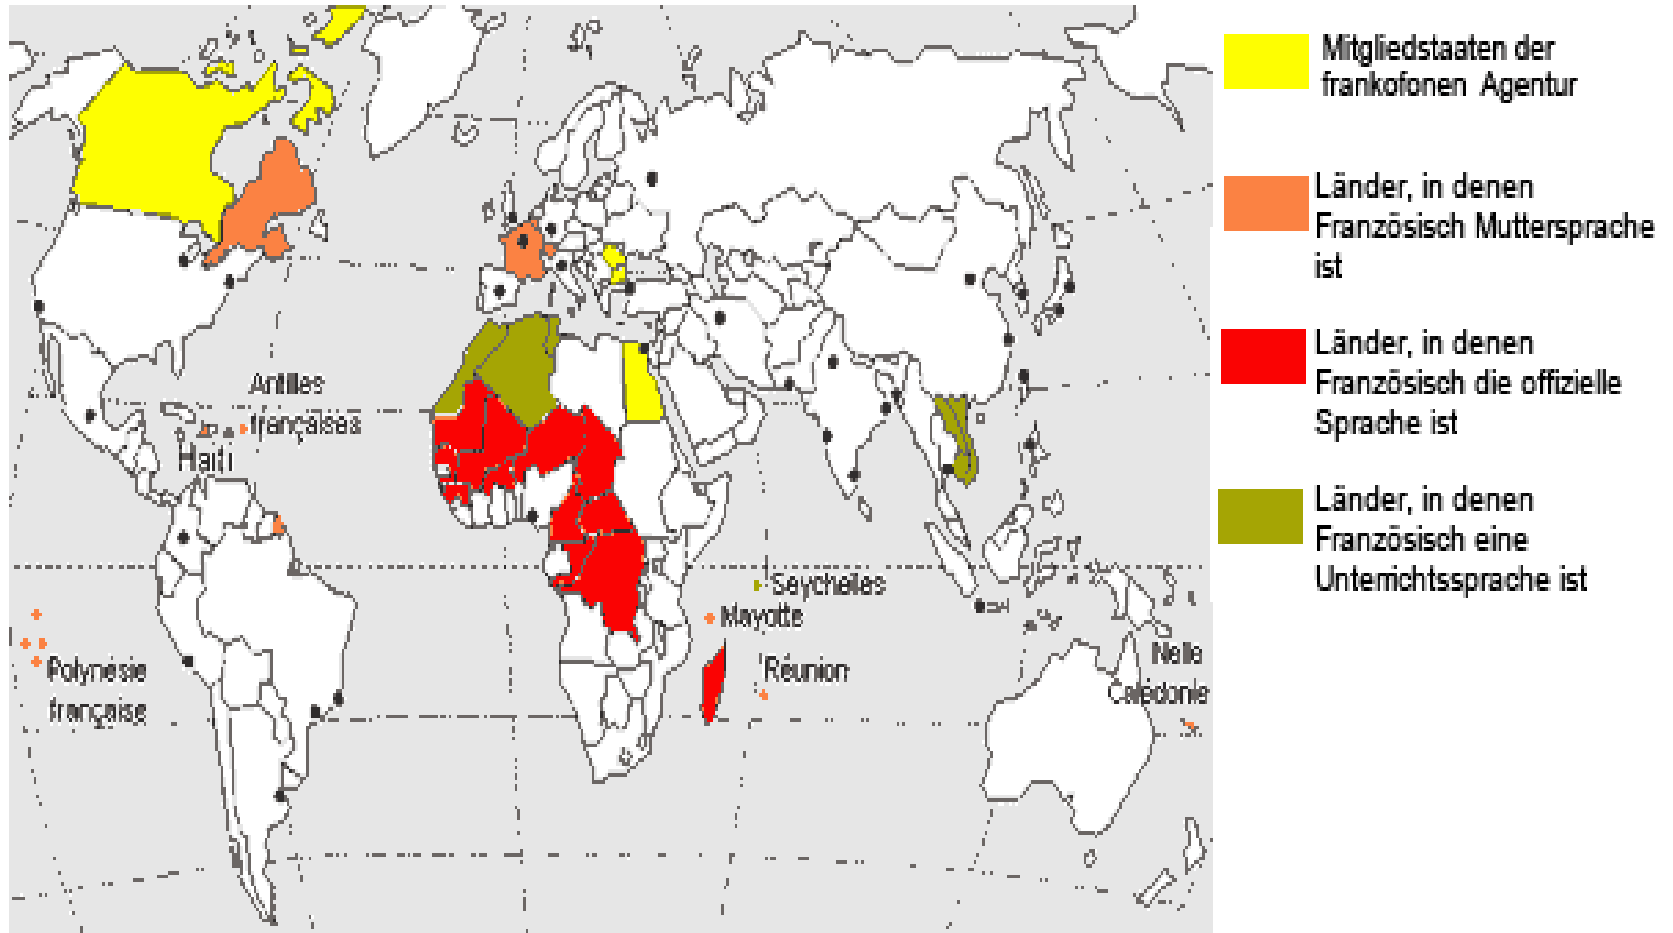 Mitgliedstaaten der
frankofonen Agentur
Länder, in denen
Französisch Muttersprache
ist
Länder, in denen
Französisch die offizielle
Sprache ist
Länder, in denen
Französisch eine
Unterrichtssprache ist
Antilles
françaises
Haïti
Seychelles
Mayotte
Réunion
Polynésie
française
Nelle
Calédonie